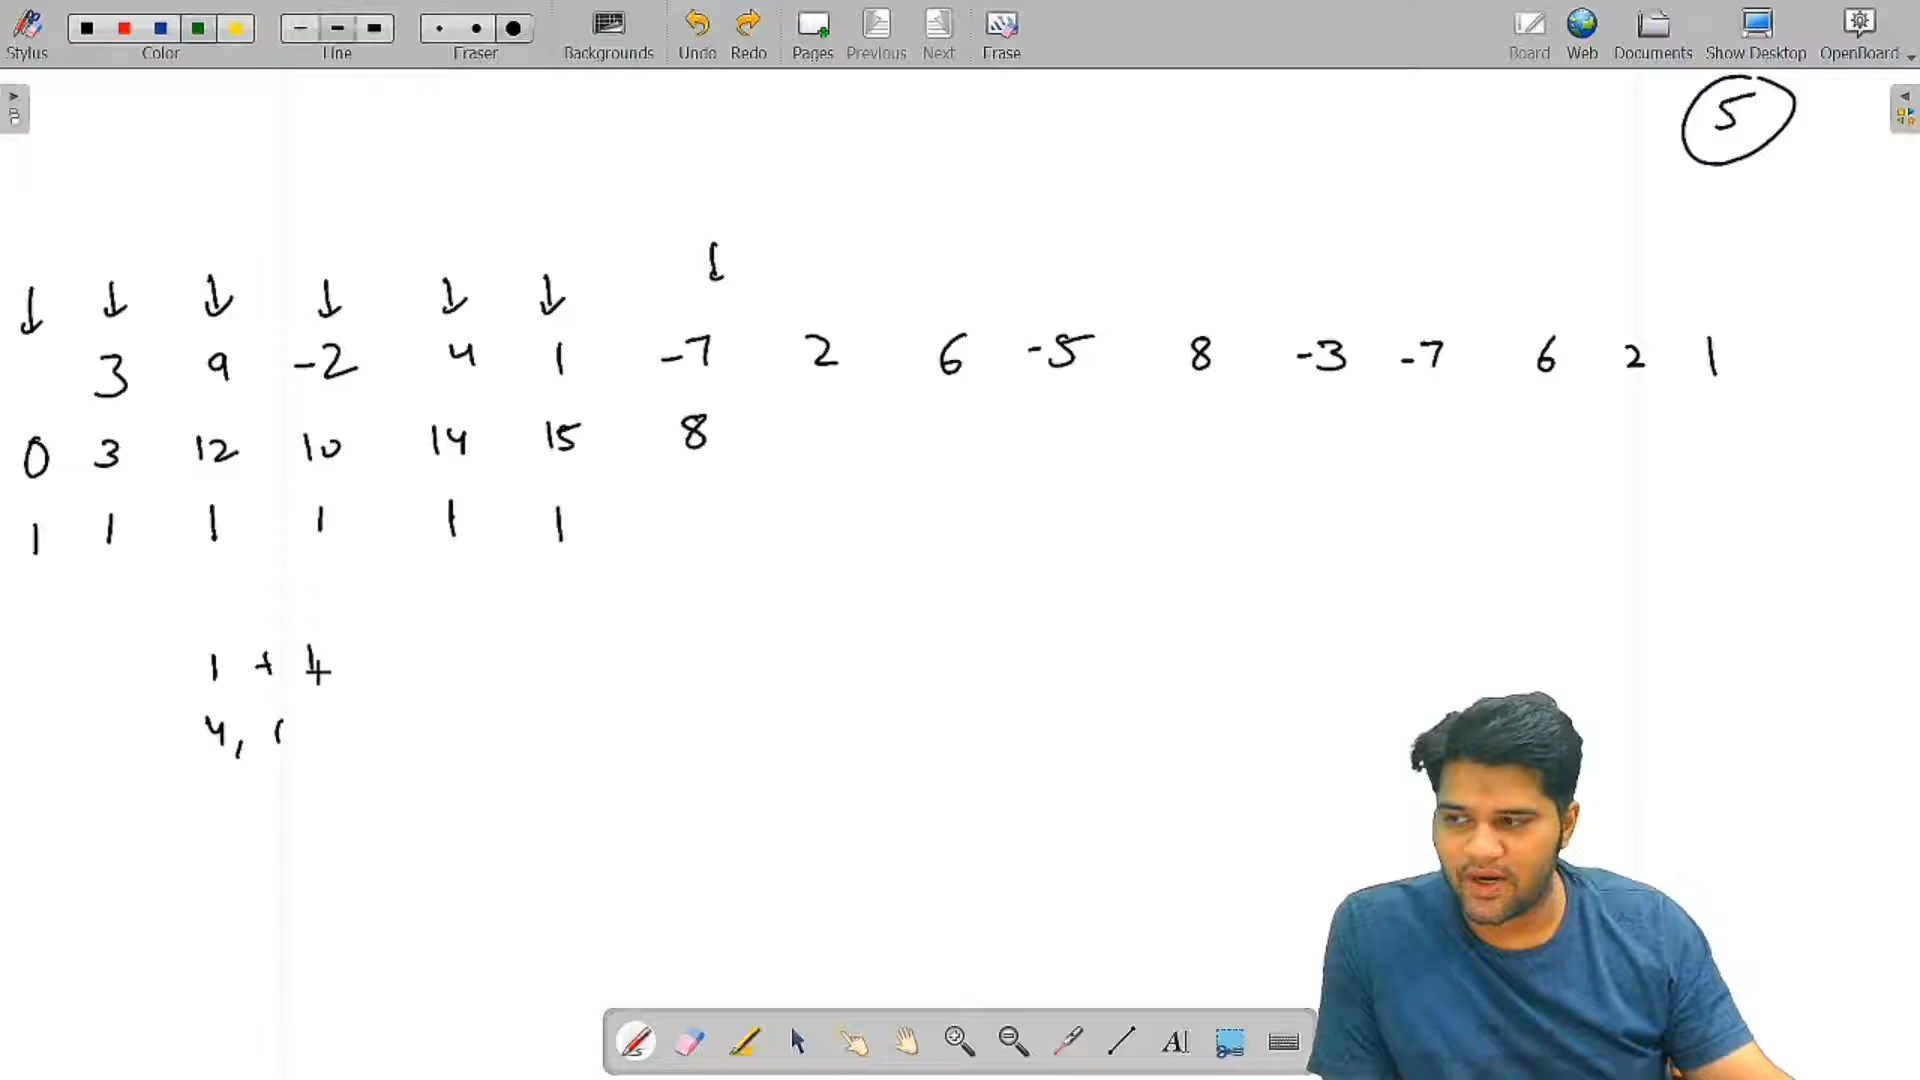 Stylus Color Line Eraser Backgrounds Undo Redo Pages Previous Next Erase Board Web Documents Show Desktop OpenBoard
5
3 9 -2 4 1 -7 2 6 -5 8 -3 -7 6 2 1
0 3 12 10 14 15 8
1 1 1 1 1 1
1 +
4,